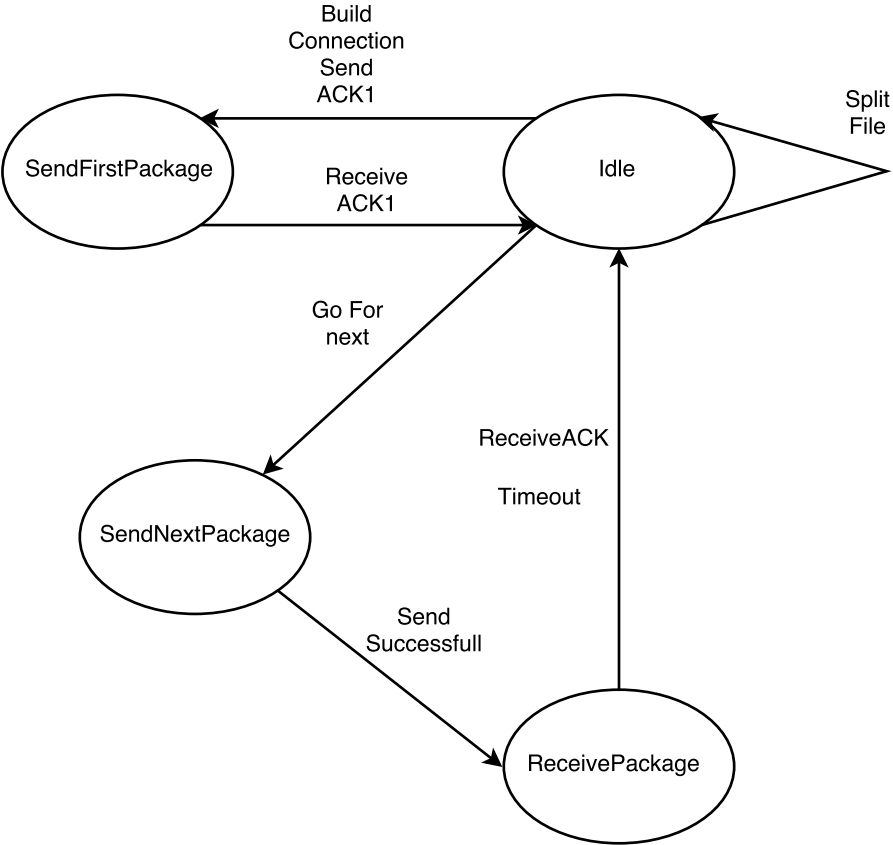 Build
Connection
Send
ACK1
Split
File
SendFirstPackage
Idle
Receive
ACK1
Go For
next
ReceiveACK
Timeout
SendNextPackage
Send
Successfull
ReceivePackage